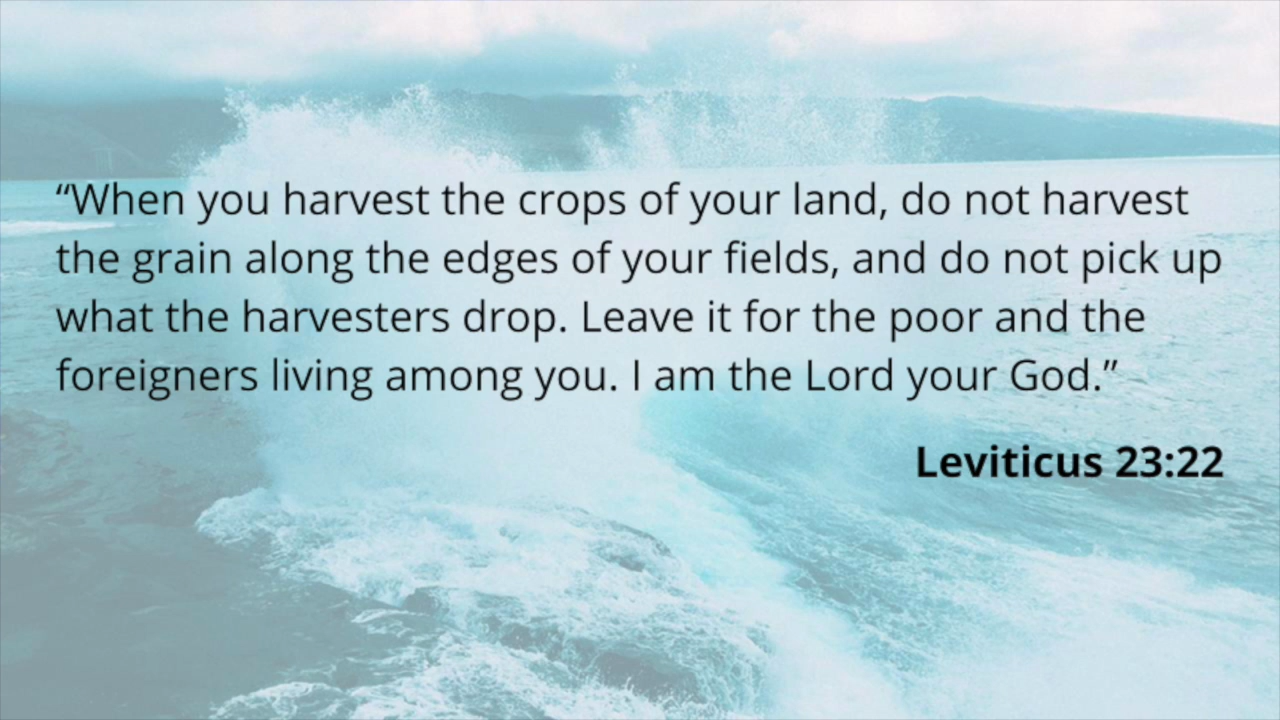 “When you harvest the crops of your land, do not harvest
the grain along the edges of your fields, and do not pick up
what the harvesters drop. Leave it for the poor and the
foreigners living among you. I am the Lord your God.”
Leviticus 23:22